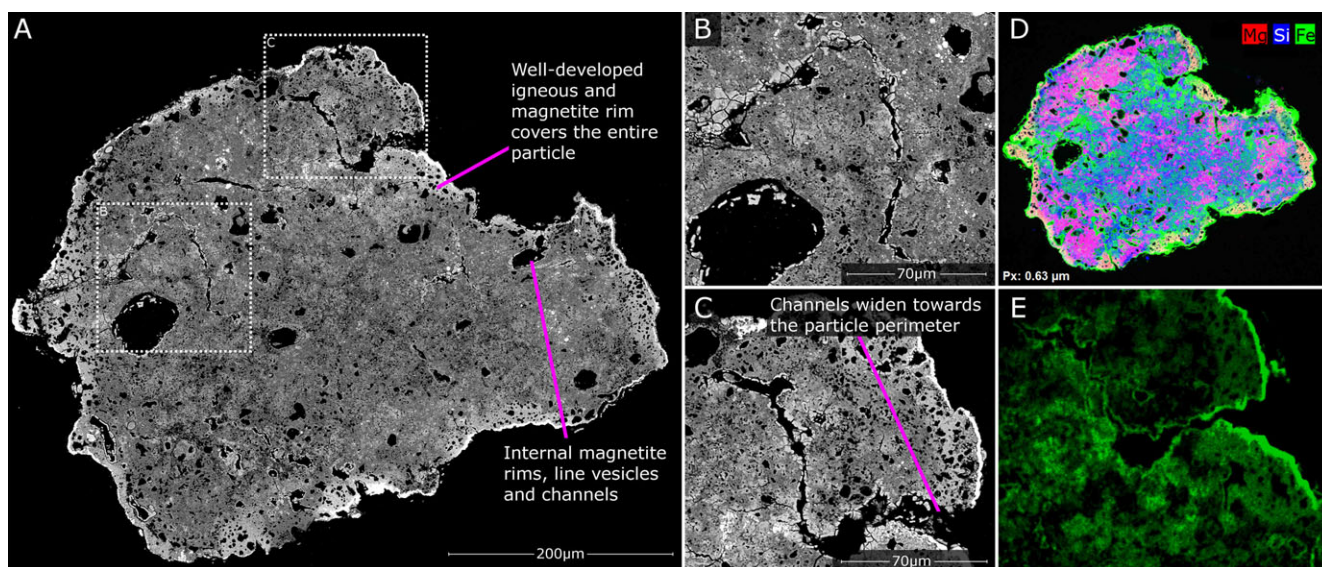 A
C
Well-developed
igneous and
magnetite rim
covers the entire
particle
B
Internal magnetite
rims, line vesicles
and channels
200μm
B
70μm
C
Channels widen towards
the particle perimeter
70μm
D
Mg Si Fe
Px: 0.63 μm
E